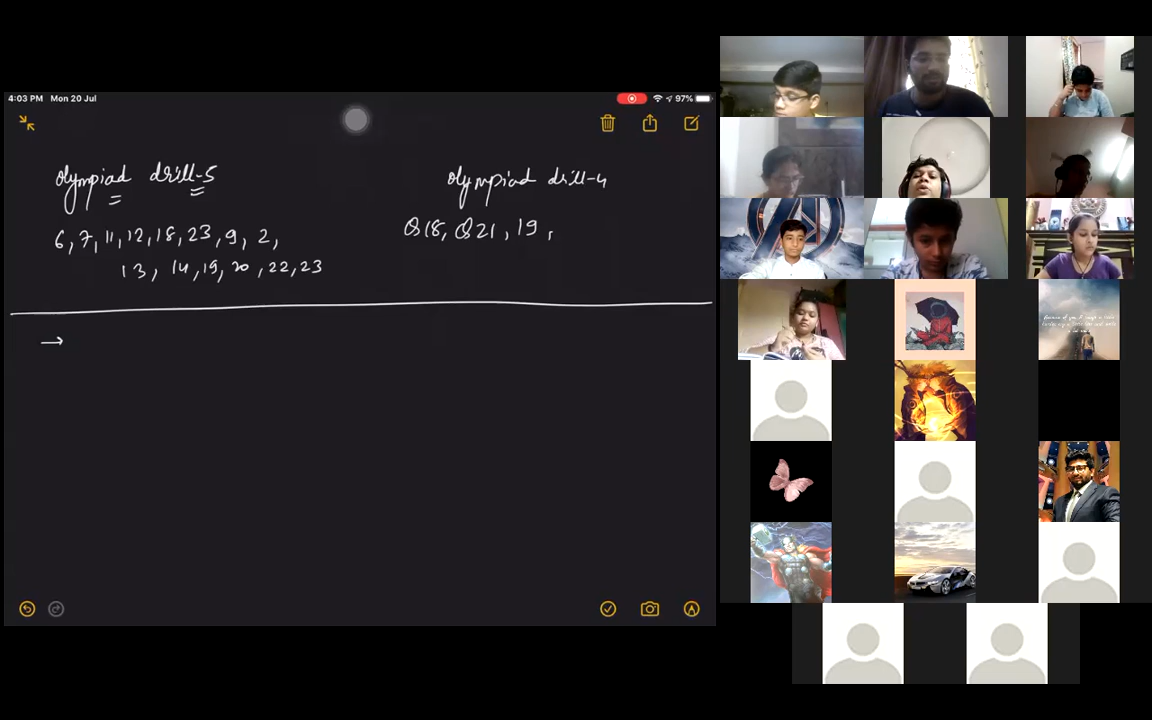 4:03 PM Mon 20 Jul
97%
Olympiad drill-5
6, 7, 11, 12, 18, 23, 9, 2,
13, 14, 19, 20, 22, 23
Olympiad drill-4
Q18, Q21, 19,
→